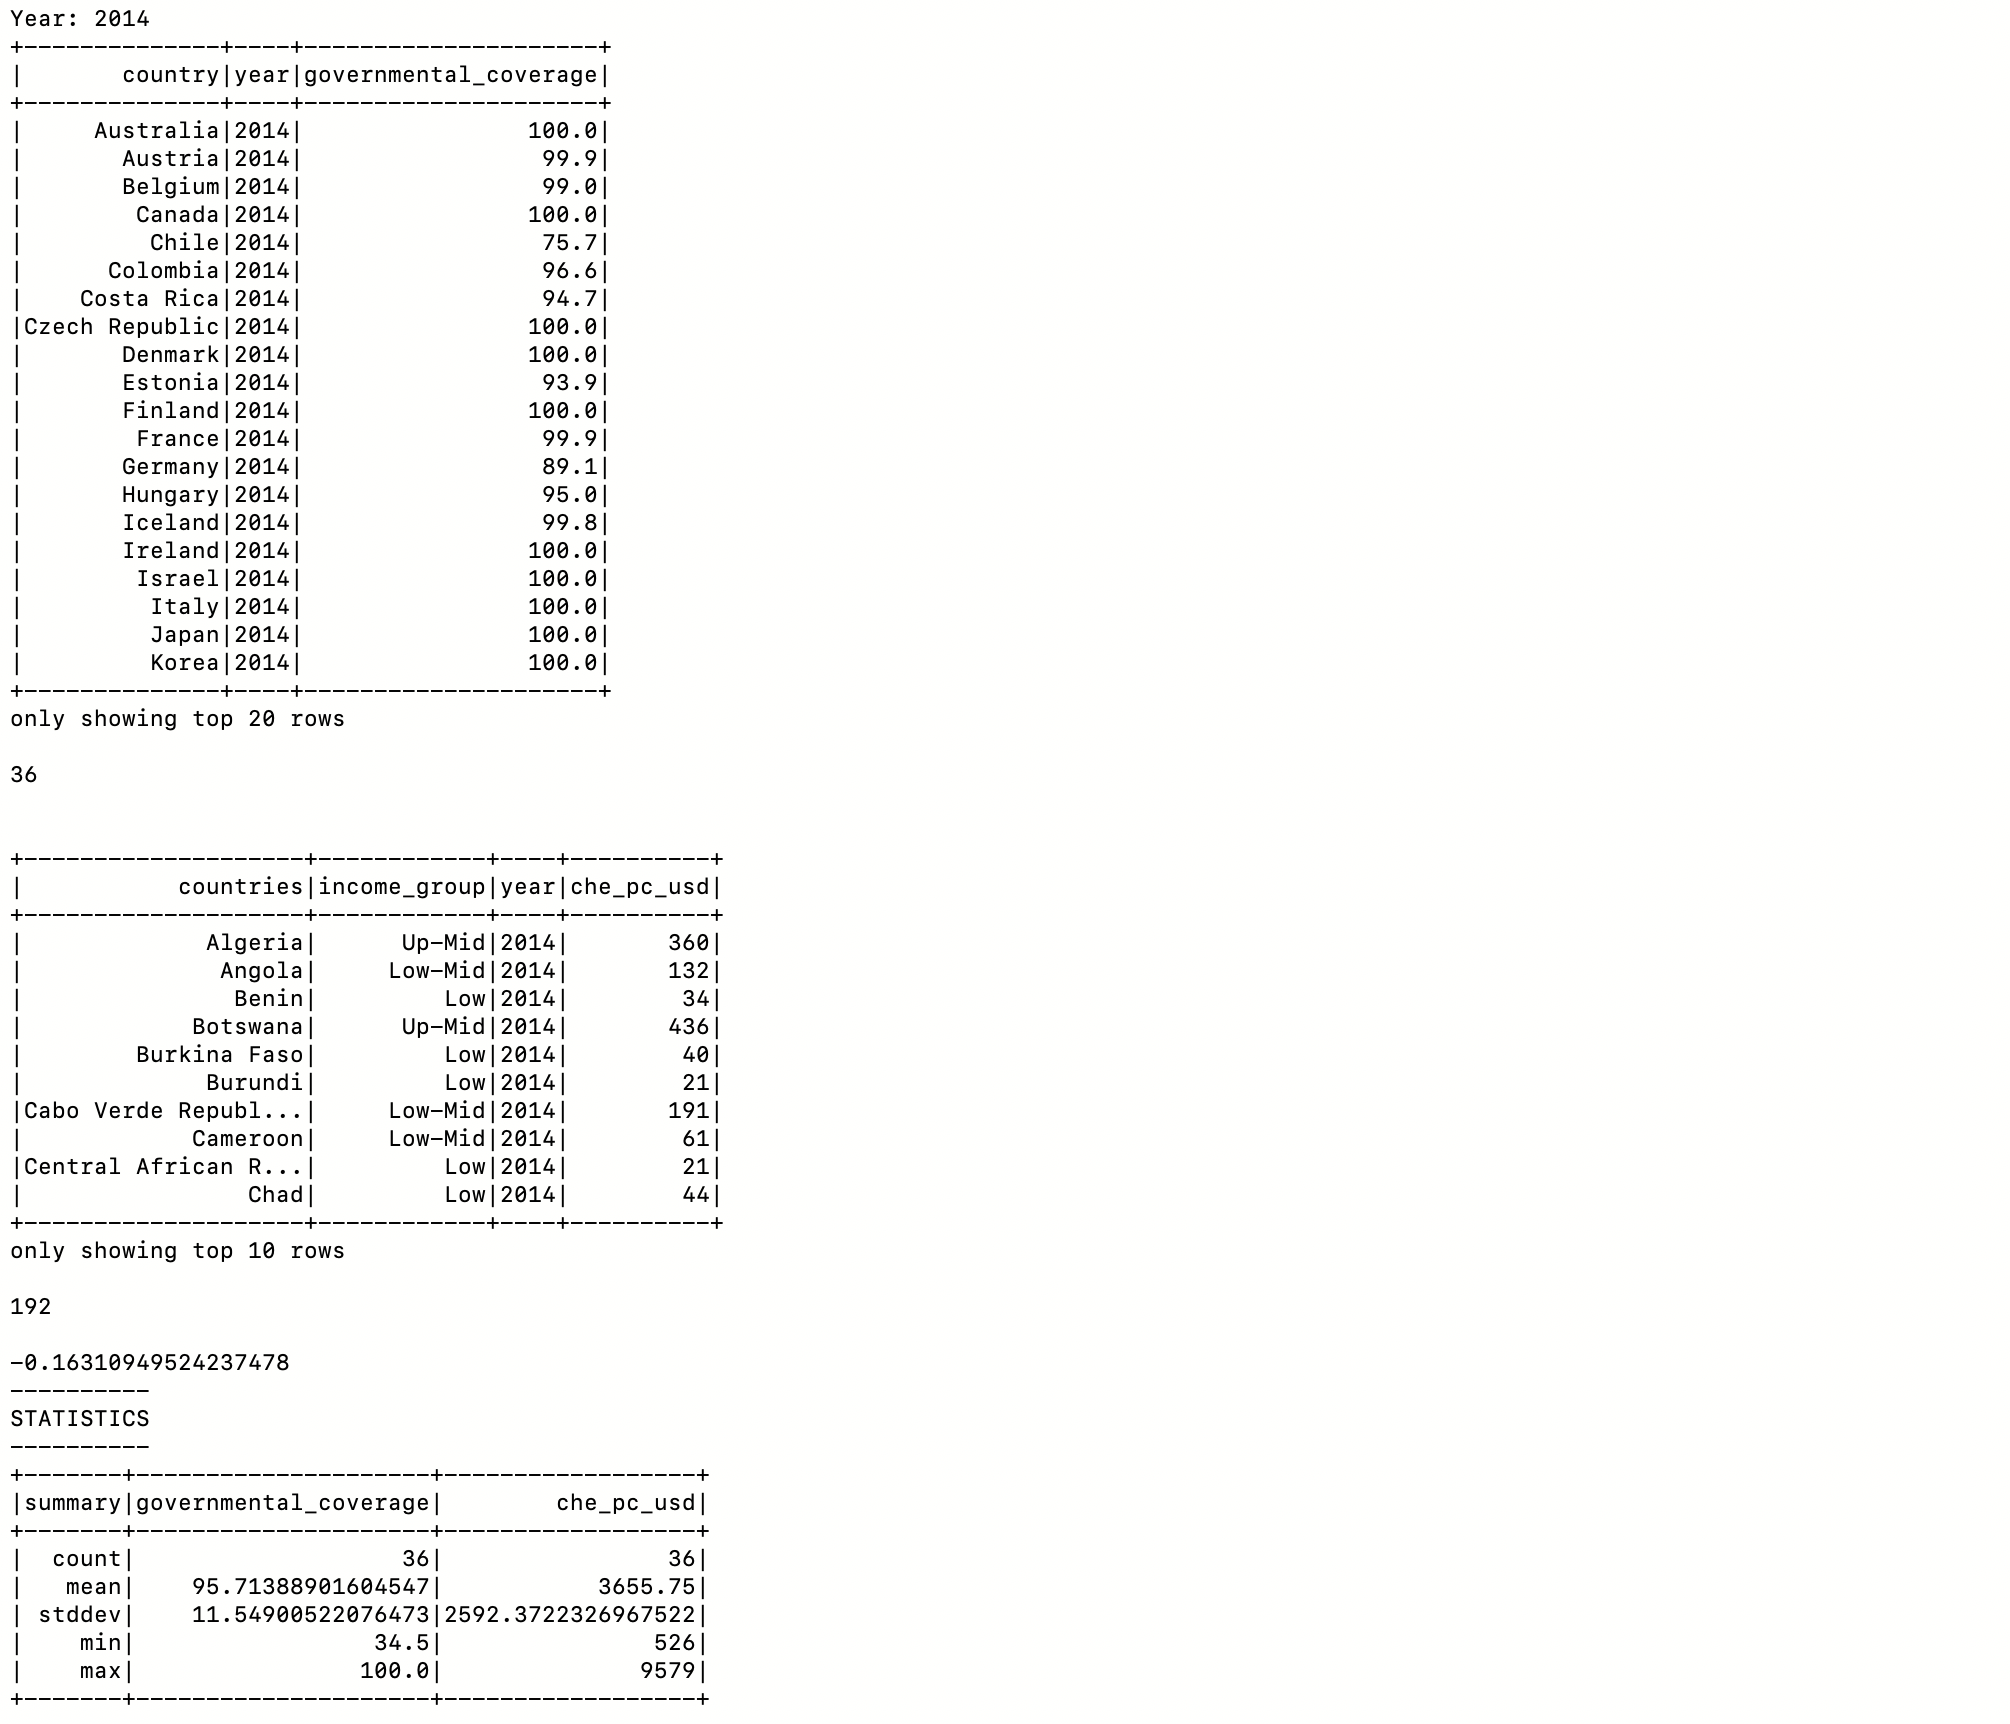 Year: 2014
+--------------+----+---------------------+
|       country|year|governmental_coverage|
+--------------+----+---------------------+
|     Australia|2014|                100.0|
|       Austria|2014|                 99.9|
|       Belgium|2014|                 99.0|
|        Canada|2014|                100.0|
|         Chile|2014|                 75.7|
|      Colombia|2014|                 96.6|
|    Costa Rica|2014|                 94.7|
|Czech Republic|2014|                100.0|
|       Denmark|2014|                100.0|
|       Estonia|2014|                 93.9|
|       Finland|2014|                100.0|
|        France|2014|                 99.9|
|       Germany|2014|                 89.1|
|       Hungary|2014|                 95.0|
|       Iceland|2014|                 99.8|
|       Ireland|2014|                100.0|
|        Israel|2014|                100.0|
|         Italy|2014|                100.0|
|         Japan|2014|                100.0|
|         Korea|2014|                100.0|
+--------------+----+---------------------+
only showing top 20 rows

36

+--------------------+------------+----+----------+
|           countries|income_group|year|che_pc_usd|
+--------------------+------------+----+----------+
|             Algeria|      Up-Mid|2014|       360|
|              Angola|     Low-Mid|2014|       132|
|               Benin|         Low|2014|        34|
|            Botswana|      Up-Mid|2014|       436|
|        Burkina Faso|         Low|2014|        40|
|             Burundi|         Low|2014|        21|
|Cabo Verde Republ...|     Low-Mid|2014|       191|
|            Cameroon|     Low-Mid|2014|        61|
|Central African R...|         Low|2014|        21|
|                Chad|         Low|2014|        44|
+--------------------+------------+----+----------+
only showing top 10 rows

192

-0.16310949524237478
----------
STATISTICS
----------
+-------+---------------------+------------------+
|summary|governmental_coverage|        che_pc_usd|
+-------+---------------------+------------------+
|  count|                   36|                36|
|   mean|    95.71388901604547|           3655.75|
| stddev|    11.54900522076473|2592.3722326967522|
|    min|                 34.5|               526|
|    max|                100.0|              9579|
+-------+---------------------+------------------+